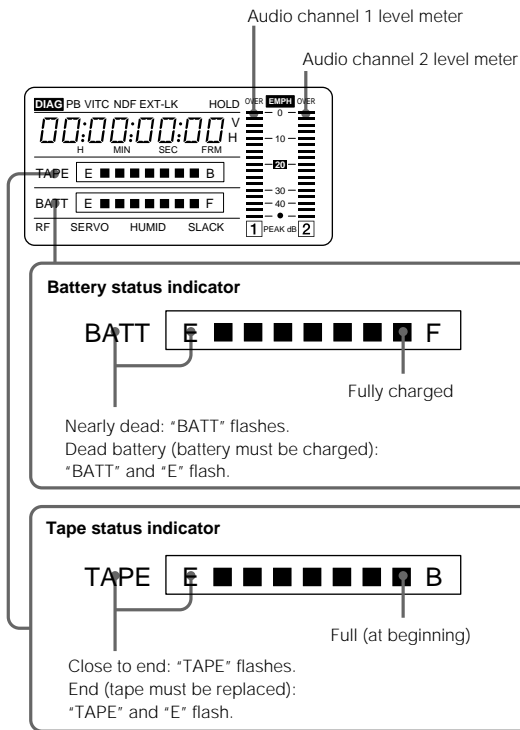 Audio channel 1 level meter
Audio channel 2 level meter
DIAG PB VITC NDF EXT-LK HOLD OVER EMPH OVER
00:00:00:00 V H
H MIN SEC FRM
0
10
20
30
40
TAPE E B
BATT E F
RF SERVO HUMID SLACK 1 PEAK dB 2
Battery status indicator
BATT E F
Fully charged
Nearly dead: “BATT” flashes.
Dead battery (battery must be charged):
“BATT” and “E” flash.
Tape status indicator
TAPE E B
Full (at beginning)
Close to end: “TAPE” flashes.
End (tape must be replaced):
“TAPE” and “E” flash.